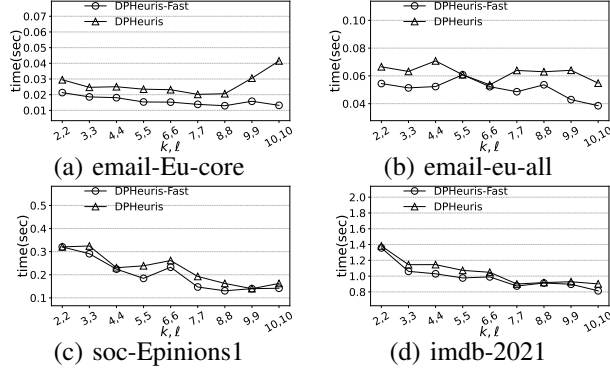 DPHeuris-Fast
DPHeuris
time(sec)
0.07
0.06
0.05
0.04
0.03
0.02
0.01
2,2 3,3 4,4 5,5 6,6 7,7 8,8 9,9 10,10
k, ℓ
(a) email-Eu-core
DPHeuris-Fast
DPHeuris
time(sec)
0.10
0.08
0.06
0.04
2,2 3,3 4,4 5,5 6,6 7,7 8,8 9,9 10,10
k, ℓ
(b) email-eu-all
DPHeuris-Fast
DPHeuris
time(sec)
0.5
0.4
0.3
0.2
0.1
2,2 3,3 4,4 5,5 6,6 7,7 8,8 9,9 10,10
k, ℓ
(c) soc-Epinions1
DPHeuris-Fast
DPHeuris
time(sec)
2.0
1.8
1.6
1.4
1.2
1.0
0.8
2,2 3,3 4,4 5,5 6,6 7,7 8,8 9,9 10,10
k, ℓ
(d) imdb-2021